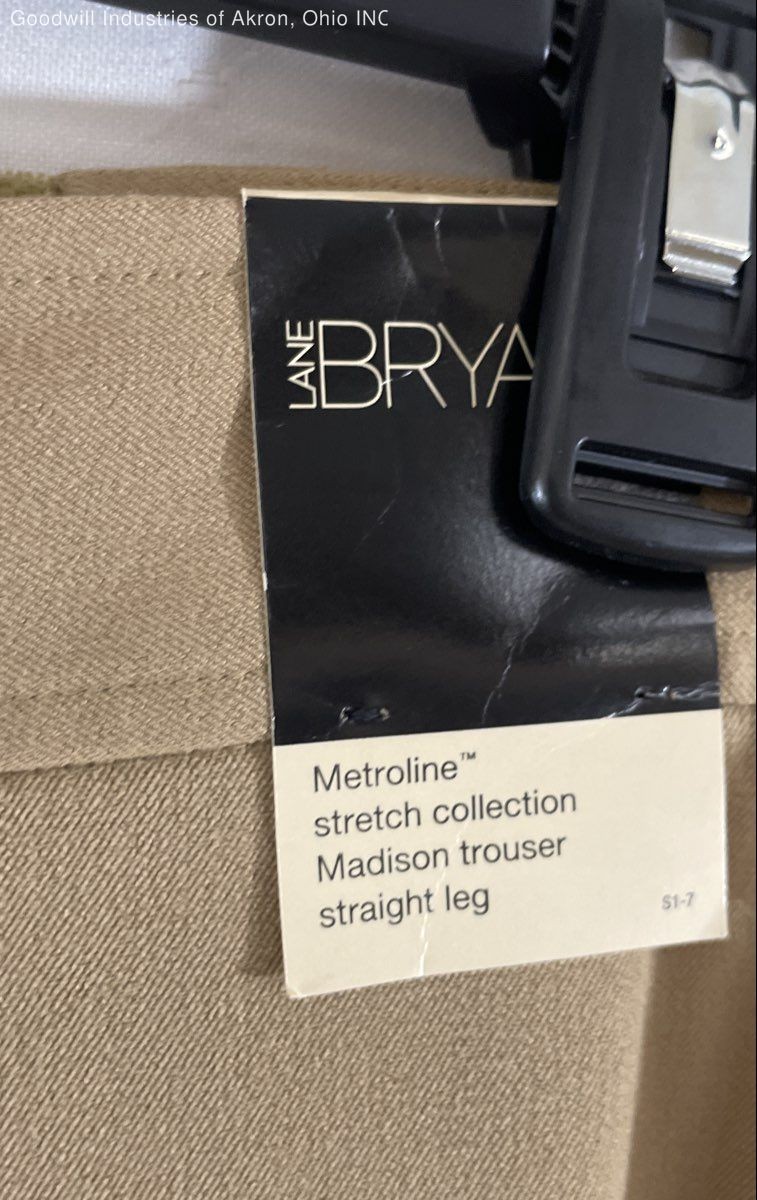 Goodwill Industries of Akron, Ohio INC
LANE
BRYA
Metroline™
stretch collection
Madison trouser
straight leg
S1-7